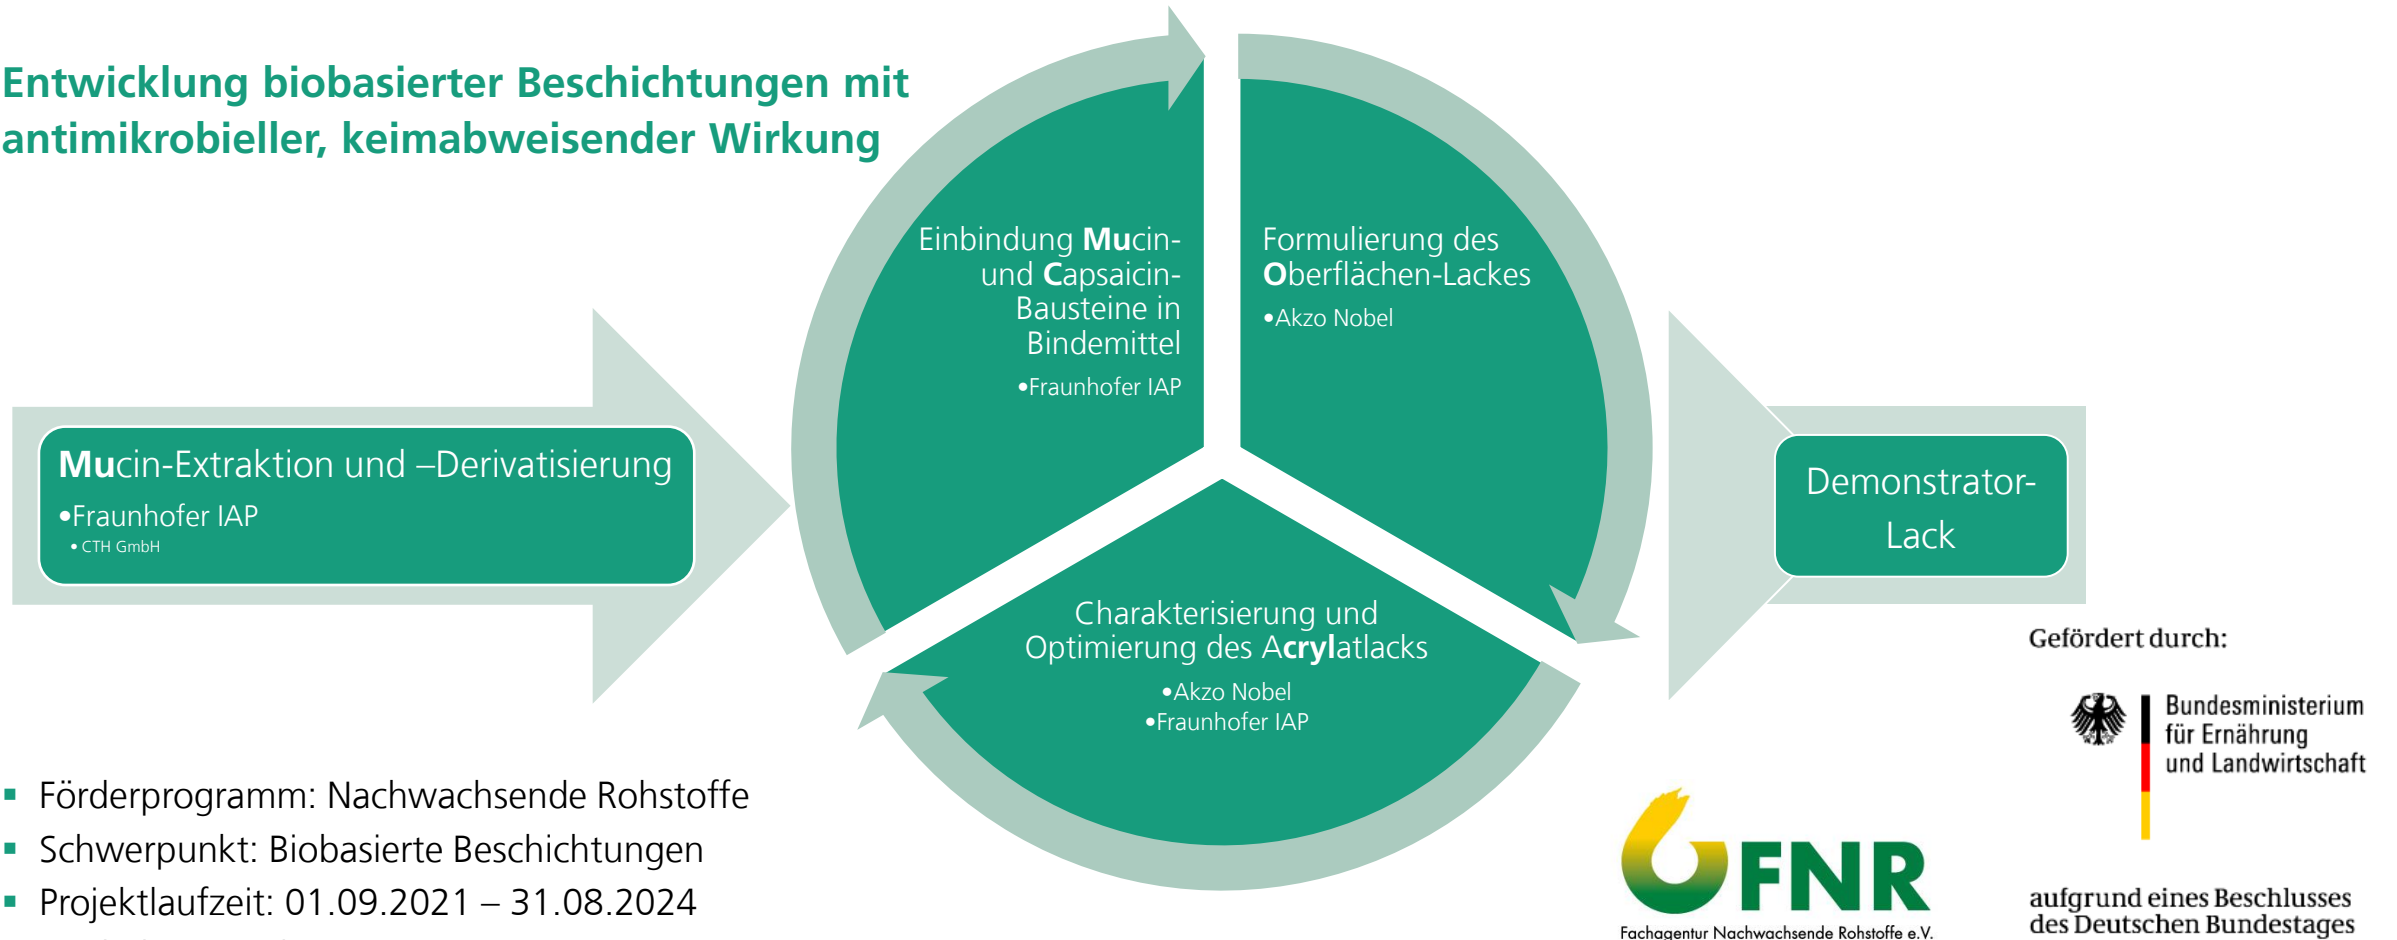 Entwicklung biobasierter Beschichtungen mit
antimikrobieller, keimabweisender Wirkung
Mucin-Extraktion und –Derivatisierung
•Fraunhofer IAP
• CTH GmbH
Einbindung Mucin-
und Capsaicin-
Bausteine in
Bindemittel
•Fraunhofer IAP
Formulierung des
Oberflächen-Lackes
•Akzo Nobel
Charakterisierung und
Optimierung des Acrylatlacks
•Akzo Nobel
•Fraunhofer IAP
Demonstrator-
Lack
▪ Förderprogramm: Nachwachsende Rohstoffe
▪ Schwerpunkt: Biobasierte Beschichtungen
▪ Projektlaufzeit: 01.09.2021 – 31.08.2024
FNR
Fachagentur Nachwachsende Rohstoffe e.V.
Gefördert durch:
Bundesministerium
für Ernährung
und Landwirtschaft
aufgrund eines Beschlusses
des Deutschen Bundestages